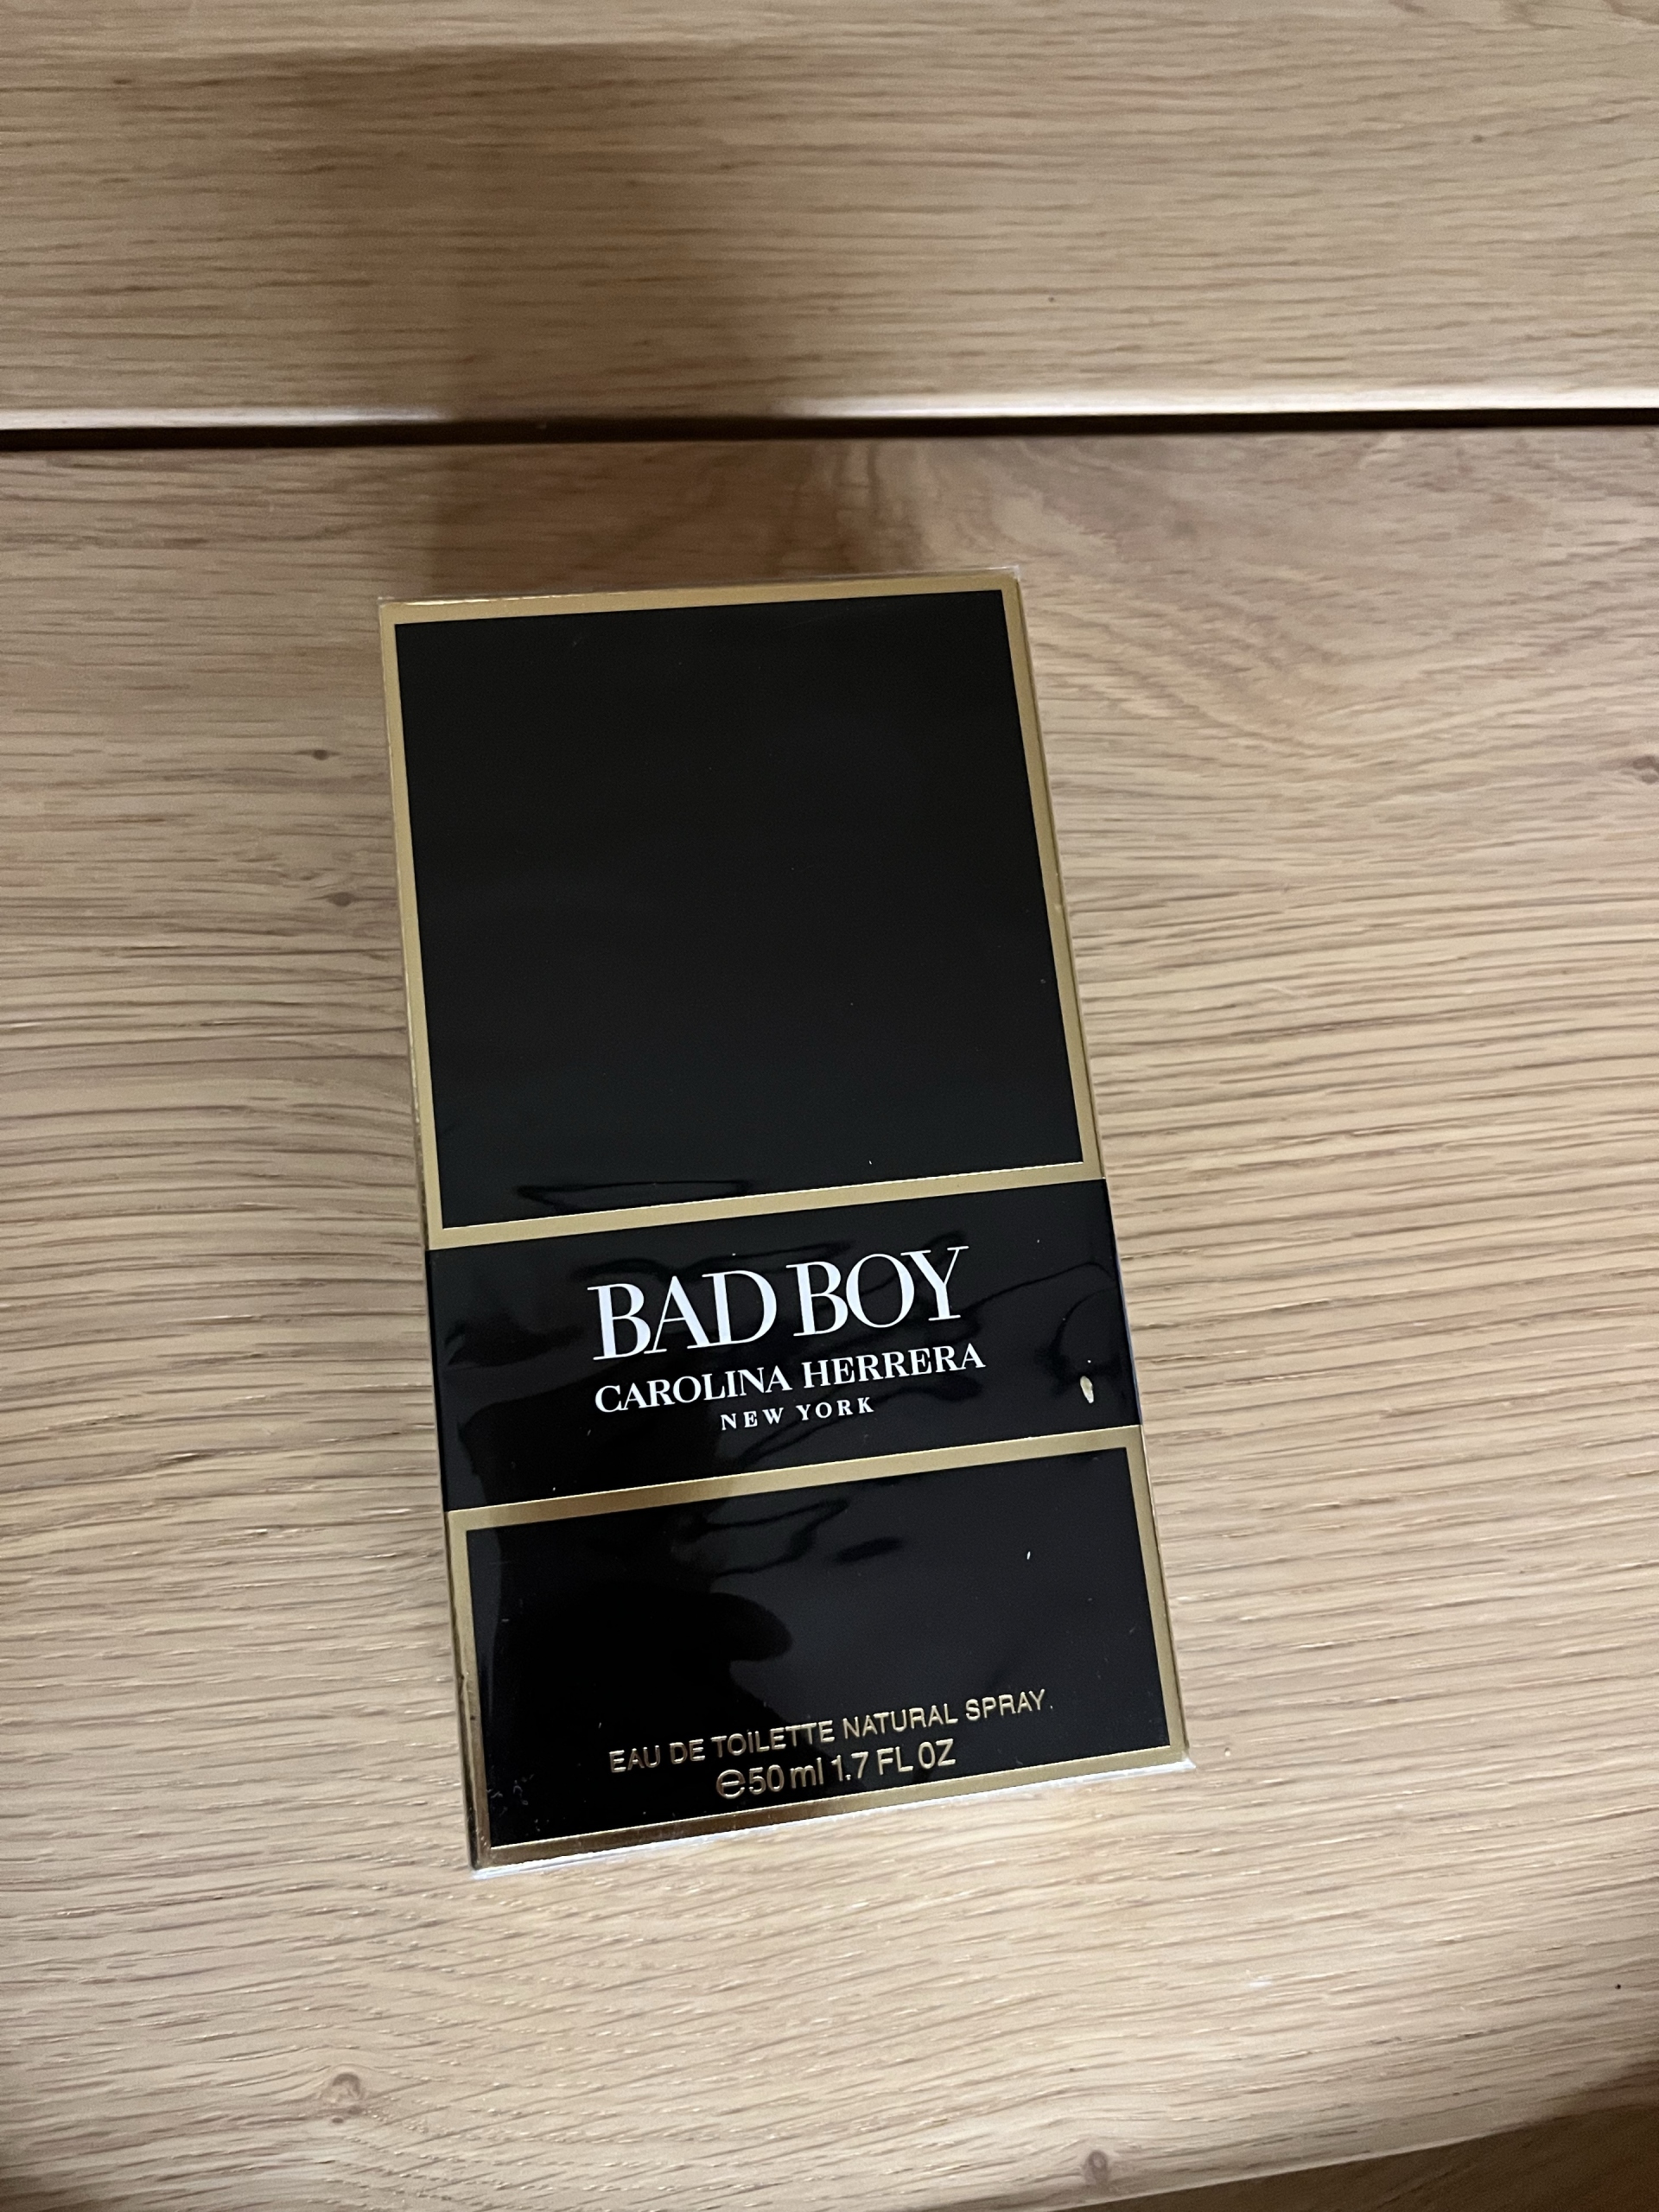 BAD BOY
CAROLINA HERRERA
NEW YORK
EAU DE TOILETTE NATURAL SPRAY
℮50 ml 1.7 FL OZ